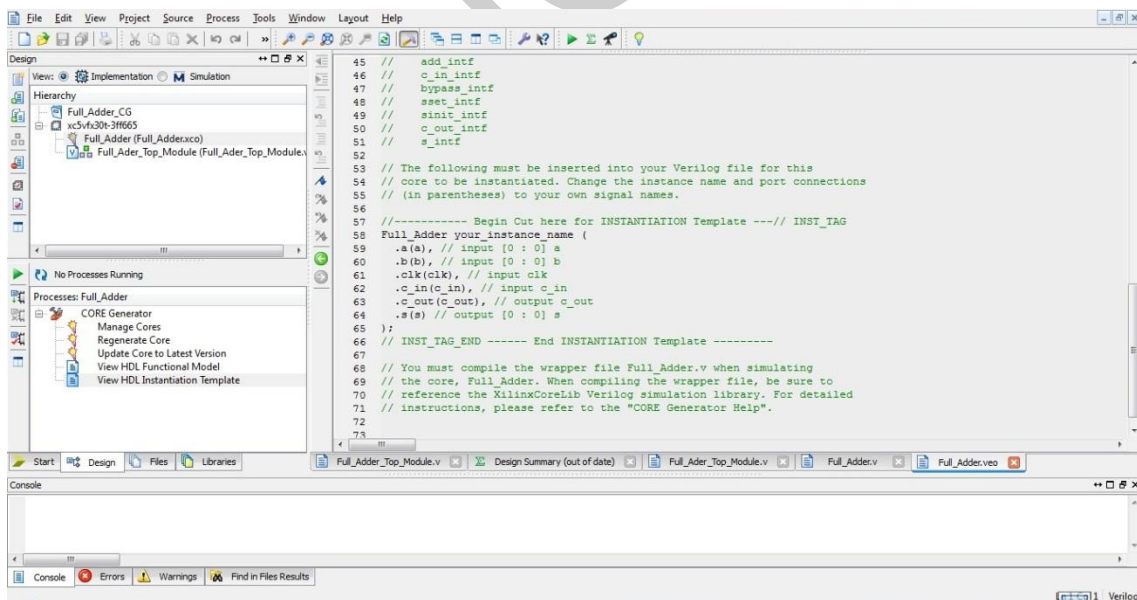 File Edit View Project Source Process Tools Window Layout Help
Design
View: Implementation Simulation
Hierarchy
Full_Adder_CG
xc5vfx30t-3ff665
Full_Adder (Full_Adder.xco)
Full_Ader_Top_Module (Full_Ader_Top_Module.v
No Processes Running
Processes: Full_Adder
CORE Generator
Manage Cores
Regenerate Core
Update Core to Latest Version
View HDL Functional Model
View HDL Instantiation Template
Start Design Files Libraries
45 // add_intf
46 // c_in_intf
47 // bypass_intf
48 // sset_intf
49 // sinit_intf
50 // c_out_intf
51 // s_intf
52
53 // The following must be inserted into your Verilog file for this
54 // core to be instantiated. Change the instance name and port connections
55 // (in parentheses) to your own signal names.
56
57 //----------- Begin Cut here for INSTANTIATION Template ---// INST_TAG
58 Full_Adder your_instance_name (
59 .a(a), // input [0 : 0] a
60 .b(b), // input [0 : 0] b
61 .clk(clk), // input clk
62 .c_in(c_in), // input c_in
63 .c_out(c_out), // output c_out
64 .s(s) // output [0 : 0] s
65 );
66 // INST_TAG_END ------ End INSTANTIATION Template ---------
67
68 // You must compile the wrapper file Full_Adder.v when simulating
69 // the core, Full_Adder. When compiling the wrapper file, be sure to
70 // reference the XilinxCoreLib Verilog simulation library. For detailed
71 // instructions, please refer to the "CORE Generator Help".
72
73
Full_Adder_Top_Module.v Design Summary (out of date) Full_Ader_Top_Module.v Full_Adder.v Full_Adder.veo
Console
Console Errors Warnings Find in Files Results
Verilog